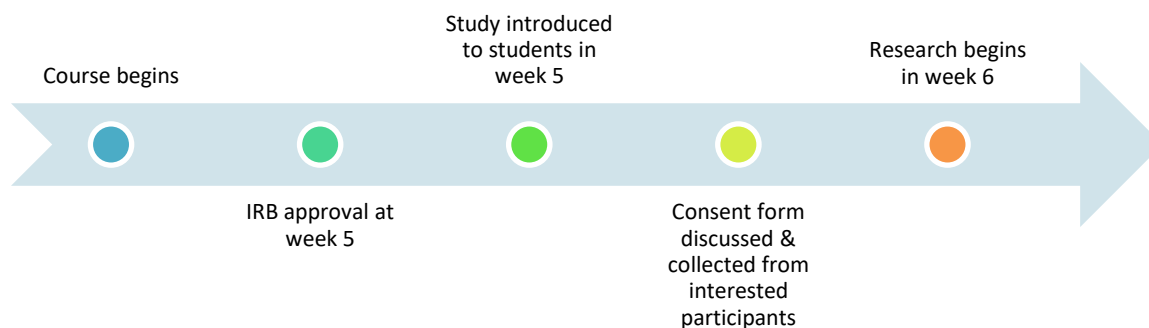 Course begins
IRB approval at
week 5
Study introduced
to students in
week 5
Consent form
discussed &
collected from
interested
participants
Research begins
in week 6